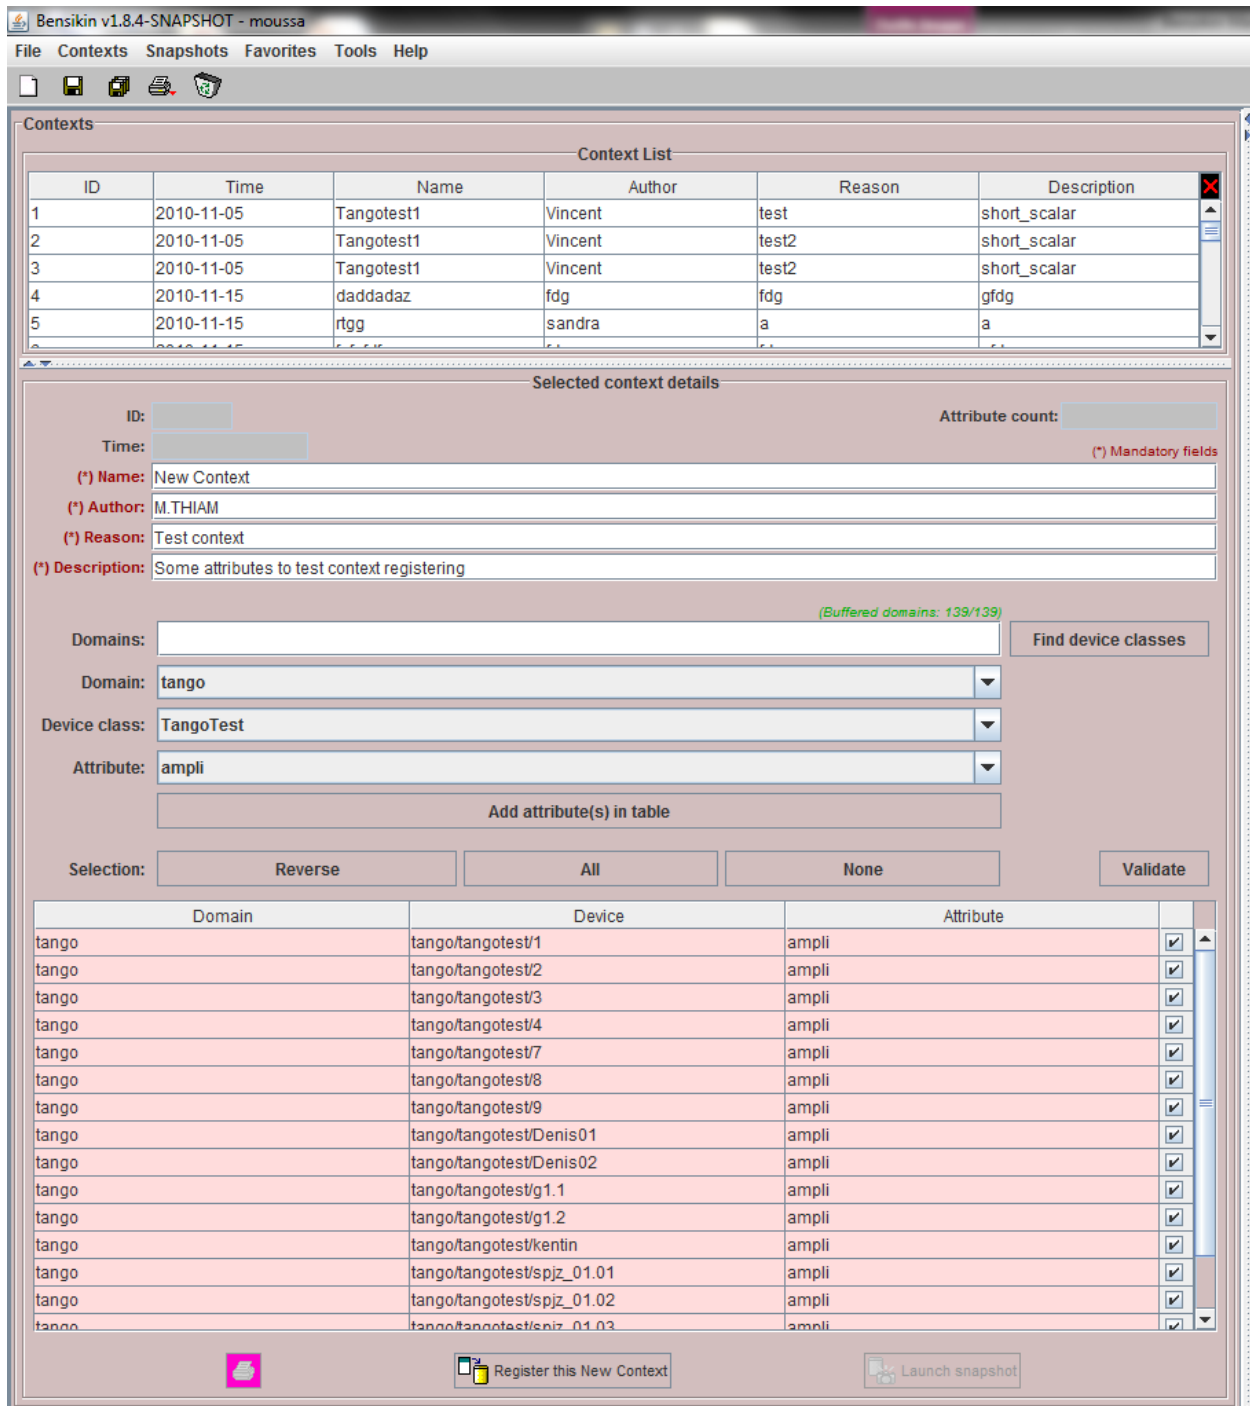 Bensikin v1.8.4-SNAPSHOT - moussa
File Contexts Snapshots Favorites Tools Help
Contexts
Context List
ID Time Name Author Reason Description
1 2010-11-05 Tangotest1 Vincent test short_scalar
2 2010-11-05 Tangotest1 Vincent test2 short_scalar
3 2010-11-05 Tangotest1 Vincent test2 short_scalar
4 2010-11-15 daddadaz fdg fdg gfdg
5 2010-11-15 rtgg sandra a a
Selected context details
ID: Attribute count:
Time: (*) Mandatory fields
(*) Name: New Context
(*) Author: M.THIAM
(*) Reason: Test context
(*) Description: Some attributes to test context registering
(Buffered domains: 139/139)
Domains: Find device classes
Domain: tango
Device class: TangoTest
Attribute: ampli
Add attribute(s) in table
Selection: Reverse All None Validate
Domain Device Attribute
tango tango/tangotest/1 ampli
tango tango/tangotest/2 ampli
tango tango/tangotest/3 ampli
tango tango/tangotest/4 ampli
tango tango/tangotest/7 ampli
tango tango/tangotest/8 ampli
tango tango/tangotest/9 ampli
tango tango/tangotest/Denis01 ampli
tango tango/tangotest/Denis02 ampli
tango tango/tangotest/g1.1 ampli
tango tango/tangotest/g1.2 ampli
tango tango/tangotest/kentin ampli
tango tango/tangotest/spjz_01.01 ampli
tango tango/tangotest/spjz_01.02 ampli
tango tango/tangotest/spjz_01.03 ampli
Register this New Context Launch snapshot